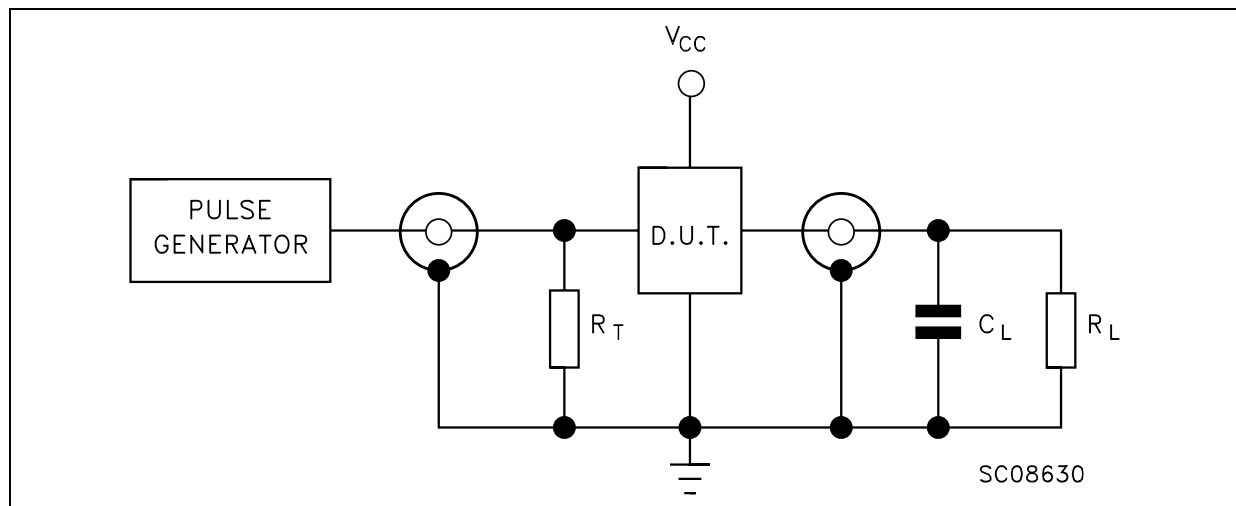 VCC
PULSE
GENERATOR
D.U.T.
RT
CL
RL
SC08630